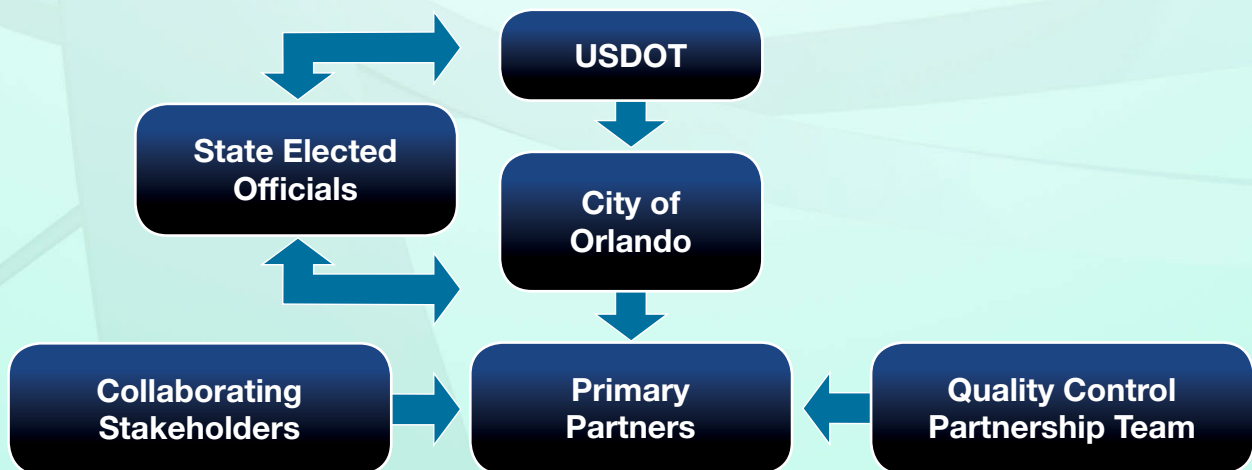 USDOT
State Elected
Officials
City of
Orlando
Collaborating
Stakeholders
Primary
Partners
Quality Control
Partnership Team